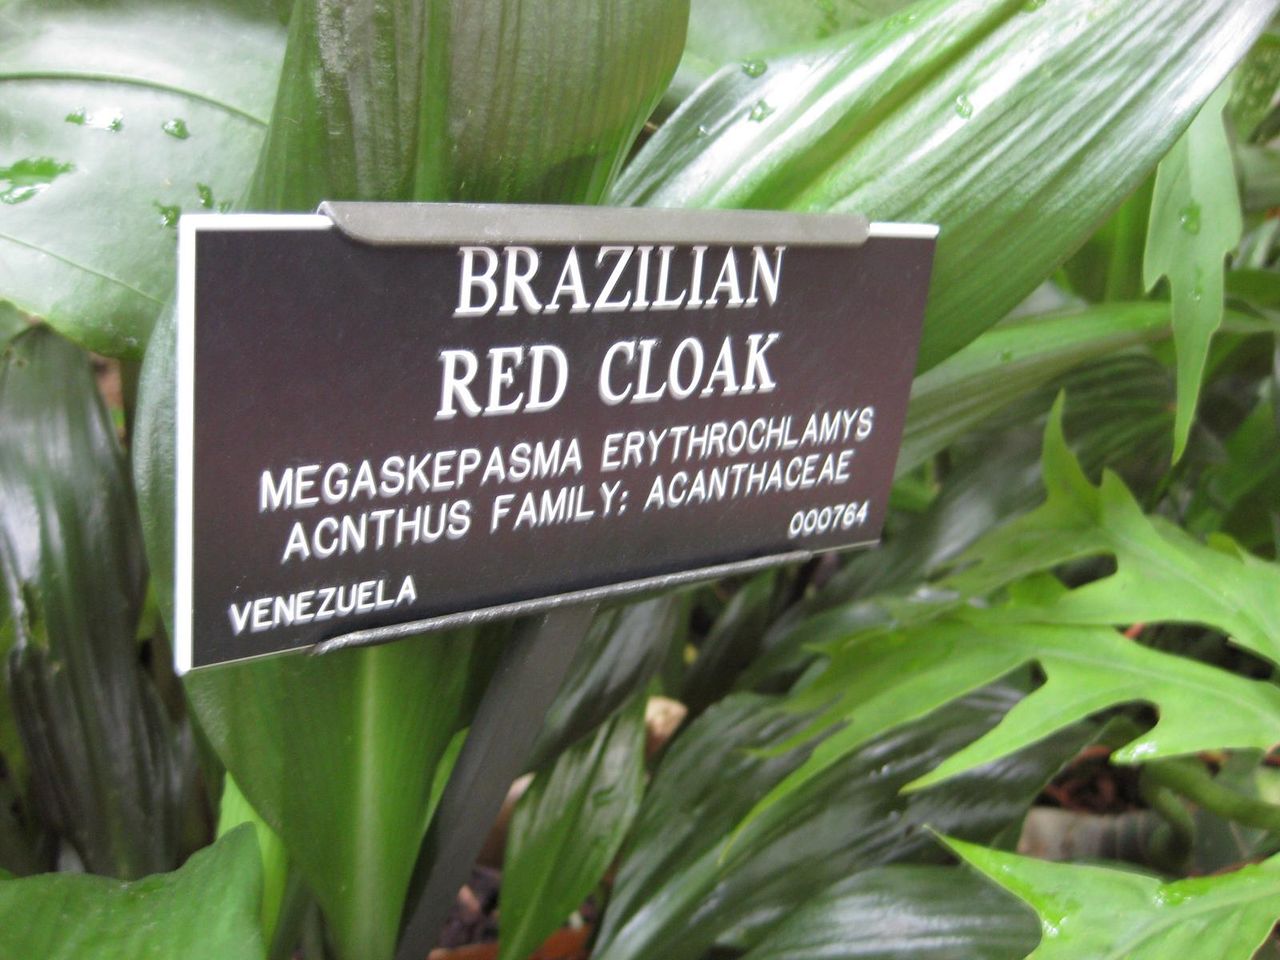 BRAZILIAN
RED CLOAK
MEGASKEPASMA ERYTHROCHLAMYS
ACNTHUS FAMILY: ACANTHACEAE
000764
VENEZUELA